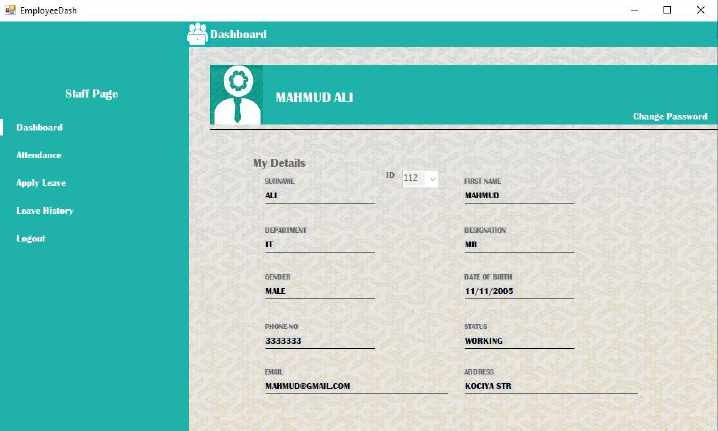 EmployeeDash
Dashboard
Staff Page
Dashboard
Attendance
Apply Leave
Leave History
Logout
MAHMUD ALI
Change Password
My Details
ID 112
SURNAME FIRST NAME
ALI MAHMUD
DEPARTMENT DESIGNATION
IT MR
GENDER DATE OF BIRTH
MALE 11/11/2005
PHONE-NO STATUS
3333333 WORKING
EMAIL ADDRESS
MAHMUD@GMAIL.COM KOCIYA STR